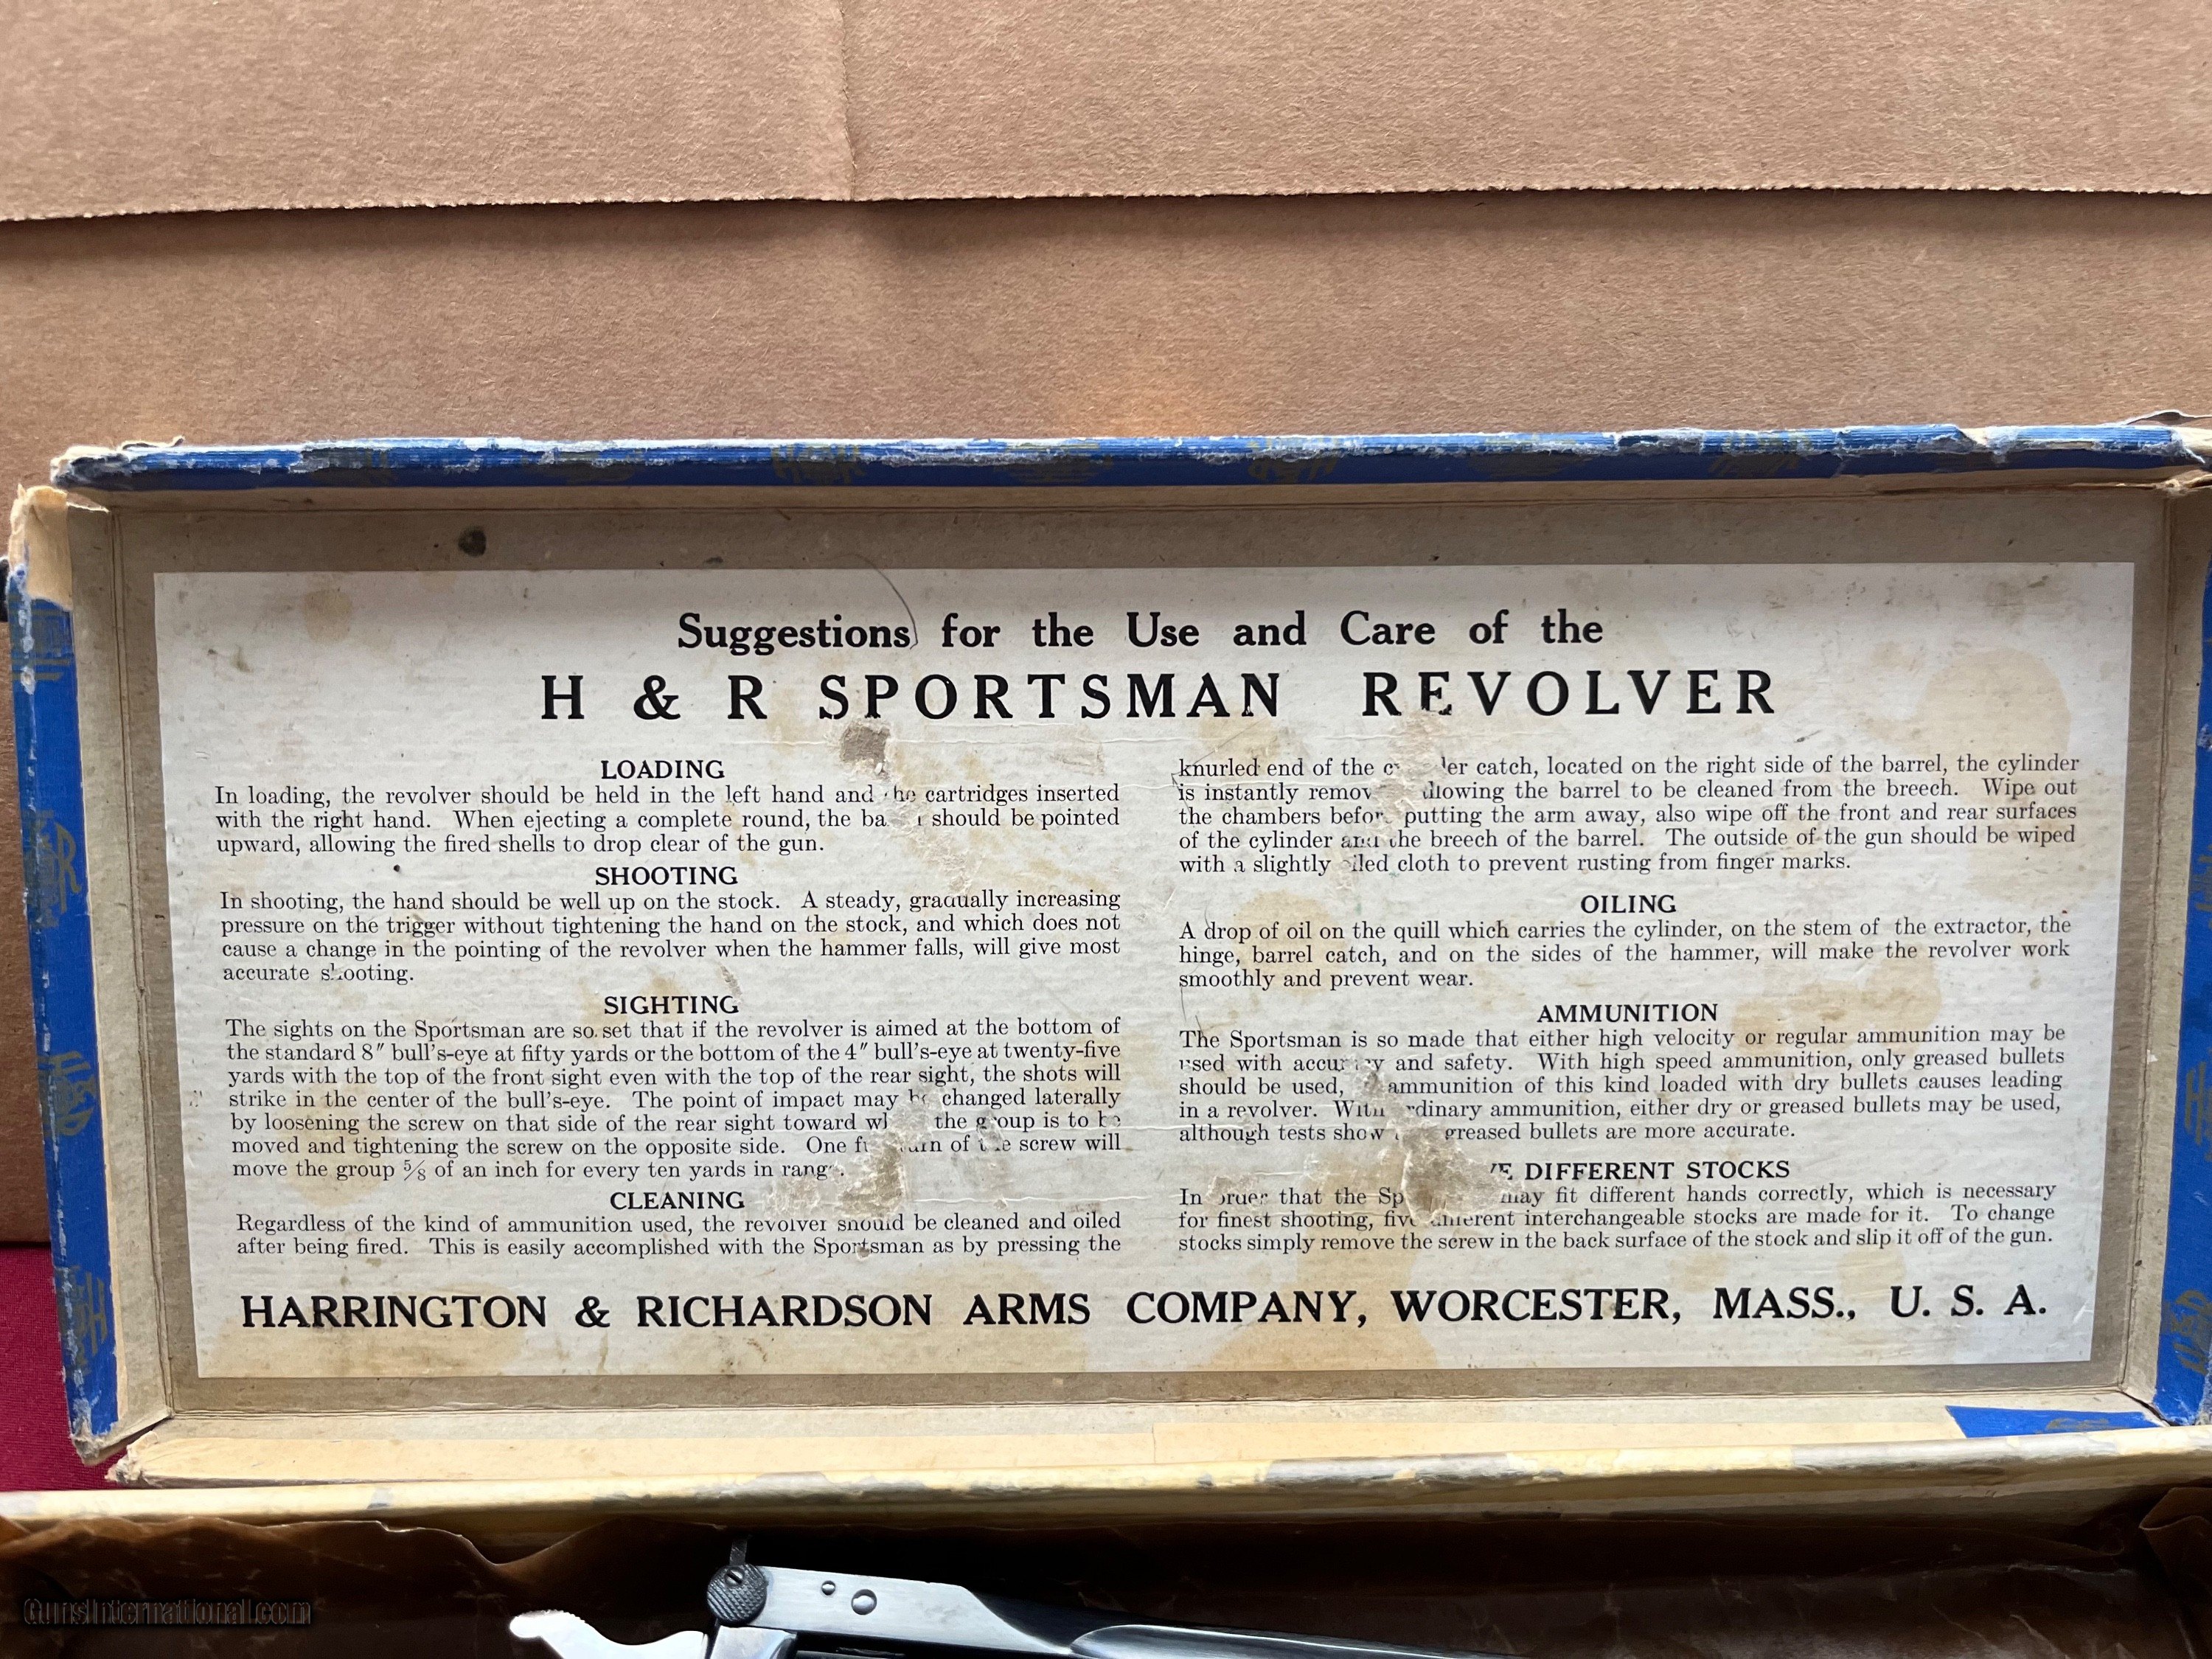 Suggestions for the Use and Care of the
H & R SPORTSMAN REVOLVER
LOADING
In loading, the revolver should be held in the left hand and the cartridges inserted
with the right hand. When ejecting a complete round, the should be pointed
upward, allowing the fired shells to drop clear of the gun.
SHOOTING
In shooting, the hand should be well up on the stock. A steady, gradually increasing
pressure on the trigger without tightening the hand on the stock, and which does not
cause a change in the pointing of the revolver when the hammer falls, will give most
accurate shooting.
SIGHTING
The sights on the Sportsman are so set that if the revolver is aimed at the bottom of
the standard 8" bull's-eye at fifty yards or the bottom of the 4" bull's-eye at twenty-five
yards with the top of the front sight even with the top of the rear sight, the shots will
strike in the center of the bull's-eye. The point of impact may be changed laterally
by loosening the screw on that side of the rear sight toward the group is to be
moved and tightening the screw on the opposite side. One of the screw will
move the group 5/8 of an inch for every ten yards in range.
CLEANING
Regardless of the kind of ammunition used, the revolver should be cleaned and oiled
after being fired. This is easily accomplished with the Sportsman as by pressing the
knurled end of the catch, located on the right side of the barrel, the cylinder
is instantly the barrel to be cleaned from the breech. Wipe out
the chambers before putting the arm away, also wipe off the front and rear surfaces
of the cylinder and the breech of the barrel. The outside of the gun should be wiped
with a slightly oiled cloth to prevent rusting from finger marks.
OILING
A drop of oil on the quill which carries the cylinder, on the stem of the extractor, the
hinge, barrel catch, and on the sides of the hammer, will make the revolver work
smoothly and prevent wear.
AMMUNITION
The Sportsman is so made that either high velocity or regular ammunition may be
used with accuracy and safety. With high speed ammunition, only greased bullets
should be used, ammunition of this kind loaded with dry bullets causes leading
in a revolver. With ordinary ammunition, either dry or greased bullets may be used,
although tests show greased bullets are more accurate.
DIFFERENT STOCKS
In order that the may fit different hands correctly, which is necessary
for finest shooting, five different interchangeable stocks are made for it. To change
stocks simply remove the screw in the back surface of the stock and slip it off of the gun.
HARRINGTON & RICHARDSON ARMS COMPANY, WORCESTER, MASS., U. S. A.
GunsInternational.com